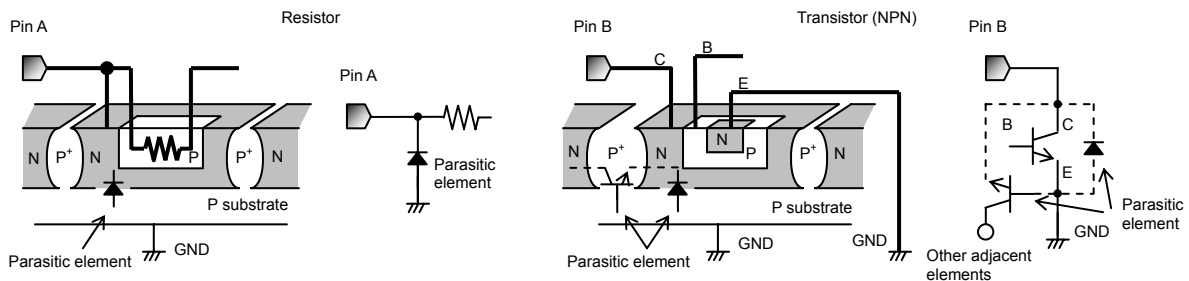 Resistor
Pin A
N
P+
N
P
P+
N
P substrate
Parasitic element
GND
Pin A
Parasitic
element
Transistor (NPN)
Pin B
C
B
E
N
P+
N
N
P
P+
N
P substrate
Parasitic element
GND
GND
Pin B
B
C
E
GND
Parasitic
element
Other adjacent
elements